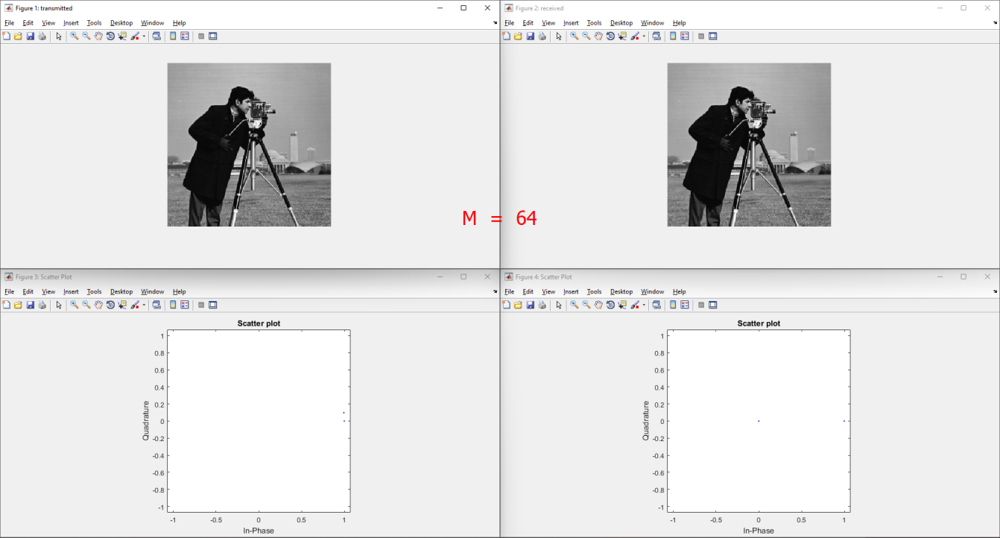 Figure 1: transmitted
File Edit View Insert Tools Desktop Window Help
Figure 2: received
File Edit View Insert Tools Desktop Window Help
M = 64
Figure 3: Scatter Plot
File Edit View Insert Tools Desktop Window Help
Scatter plot
1
0.8
0.6
0.4
0.2
0
-0.2
-0.4
-0.6
-0.8
-1
Quadrature
-1 -0.5 0 0.5 1
In-Phase
Figure 4: Scatter Plot
File Edit View Insert Tools Desktop Window Help
Scatter plot
1
0.8
0.6
0.4
0.2
0
-0.2
-0.4
-0.6
-0.8
-1
Quadrature
-1 -0.5 0 0.5 1
In-Phase